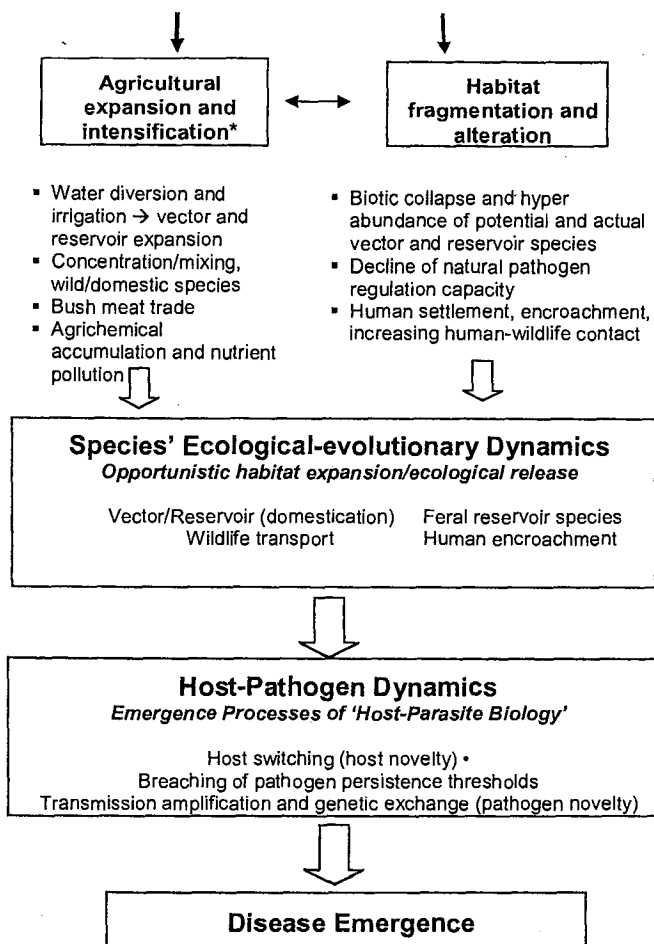 Agricultural
expansion and
intensification*
Habitat
fragmentation and
alteration
▪ Water diversion and
irrigation → vector and
reservoir expansion
▪ Concentration/mixing,
wild/domestic species
▪ Bush meat trade
▪ Agrichemical
accumulation and nutrient
pollution
▪ Biotic collapse and hyper
abundance of potential and actual
vector and reservoir species
▪ Decline of natural pathogen
regulation capacity
▪ Human settlement, encroachment,
increasing human-wildlife contact
Species' Ecological-evolutionary Dynamics
Opportunistic habitat expansion/ecological release
Vector/Reservoir (domestication) Feral reservoir species
Wildlife transport Human encroachment
Host-Pathogen Dynamics
Emergence Processes of 'Host-Parasite Biology'
Host switching (host novelty) •
Breaching of pathogen persistence thresholds
Transmission amplification and genetic exchange (pathogen novelty)
Disease Emergence